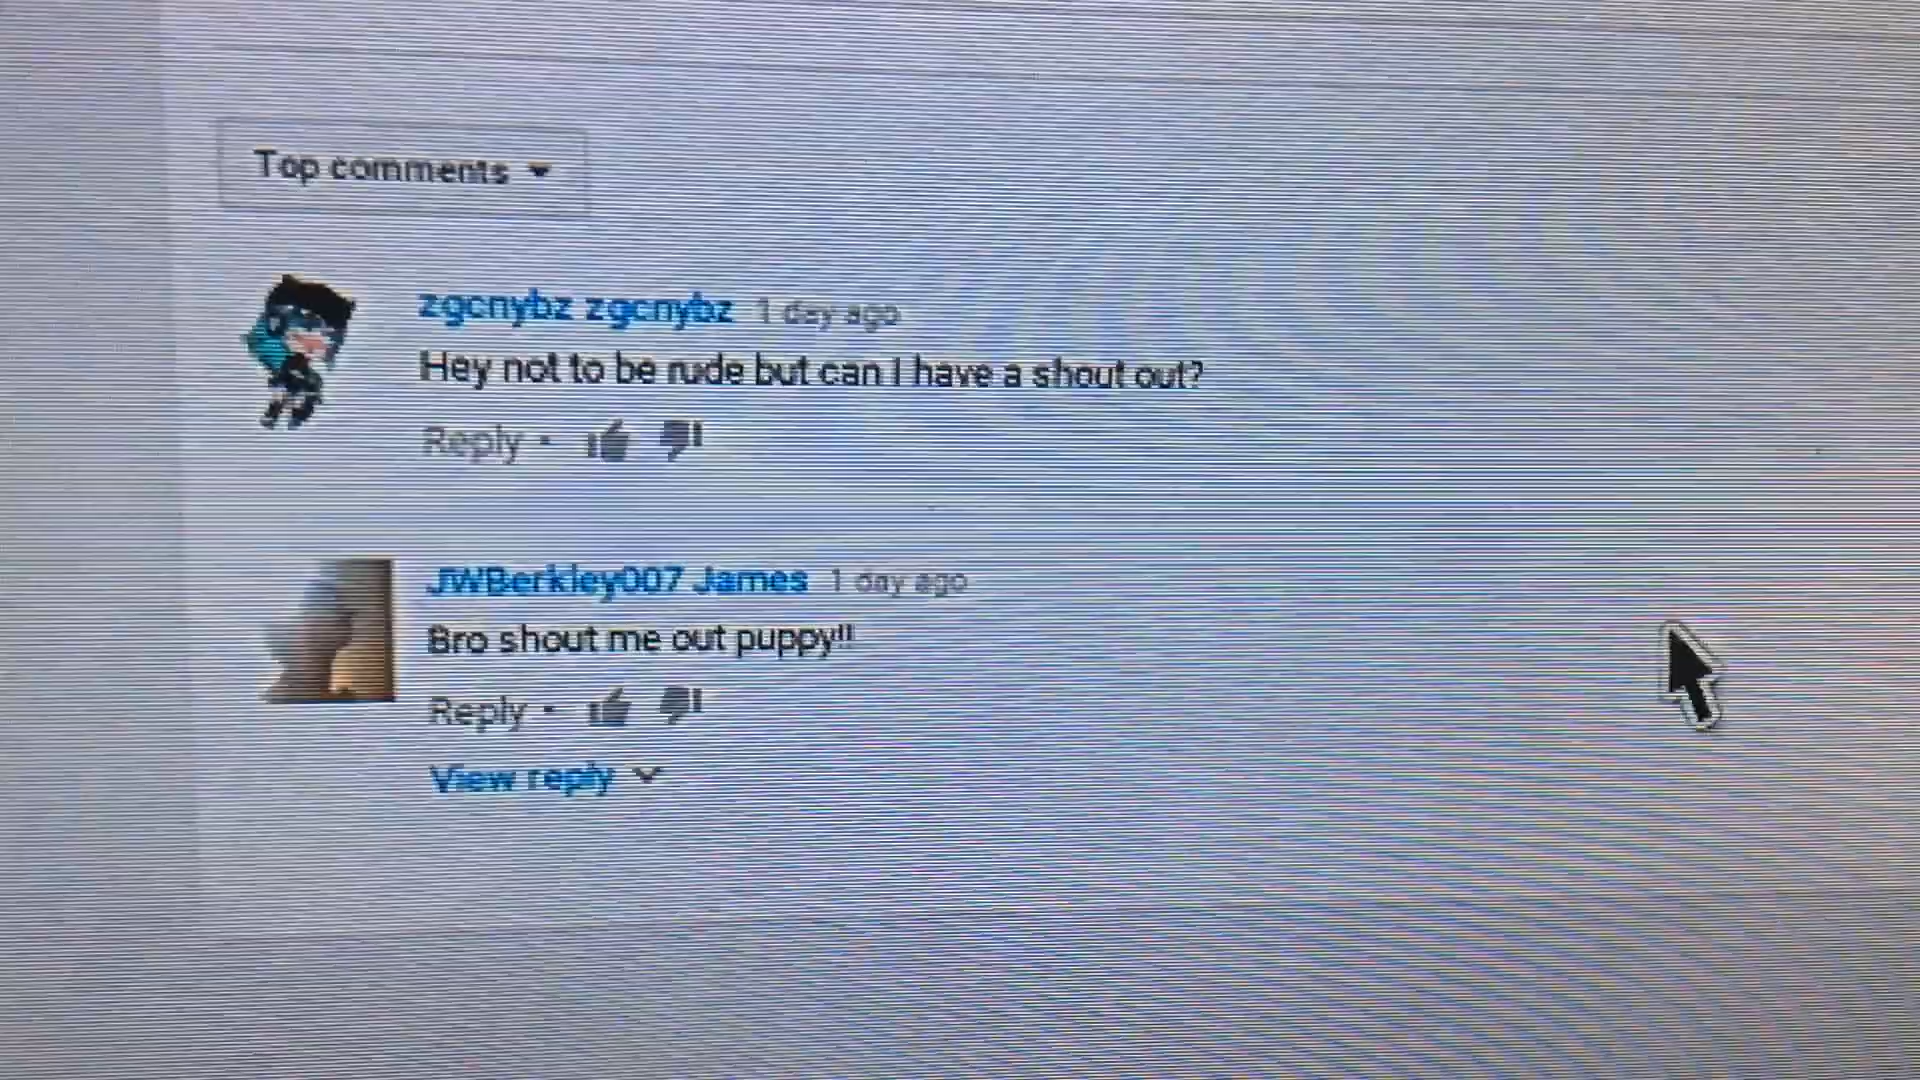 Top comments
zgcnybz zgcnybz 1 day ago
Hey not to be rude but can I have a shout out?
Reply
JWBerkley007 James 1 day ago
Bro shout me out puppy!!
Reply
View reply